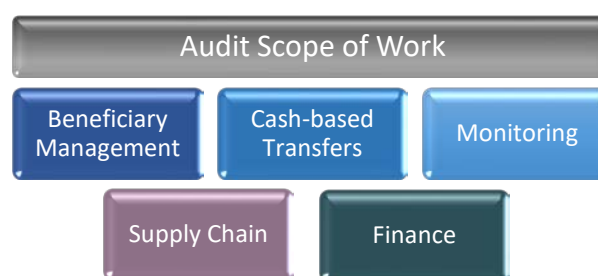 Audit Scope of Work
Beneficiary
Management
Cash-based
Transfers
Monitoring
Supply Chain
Finance